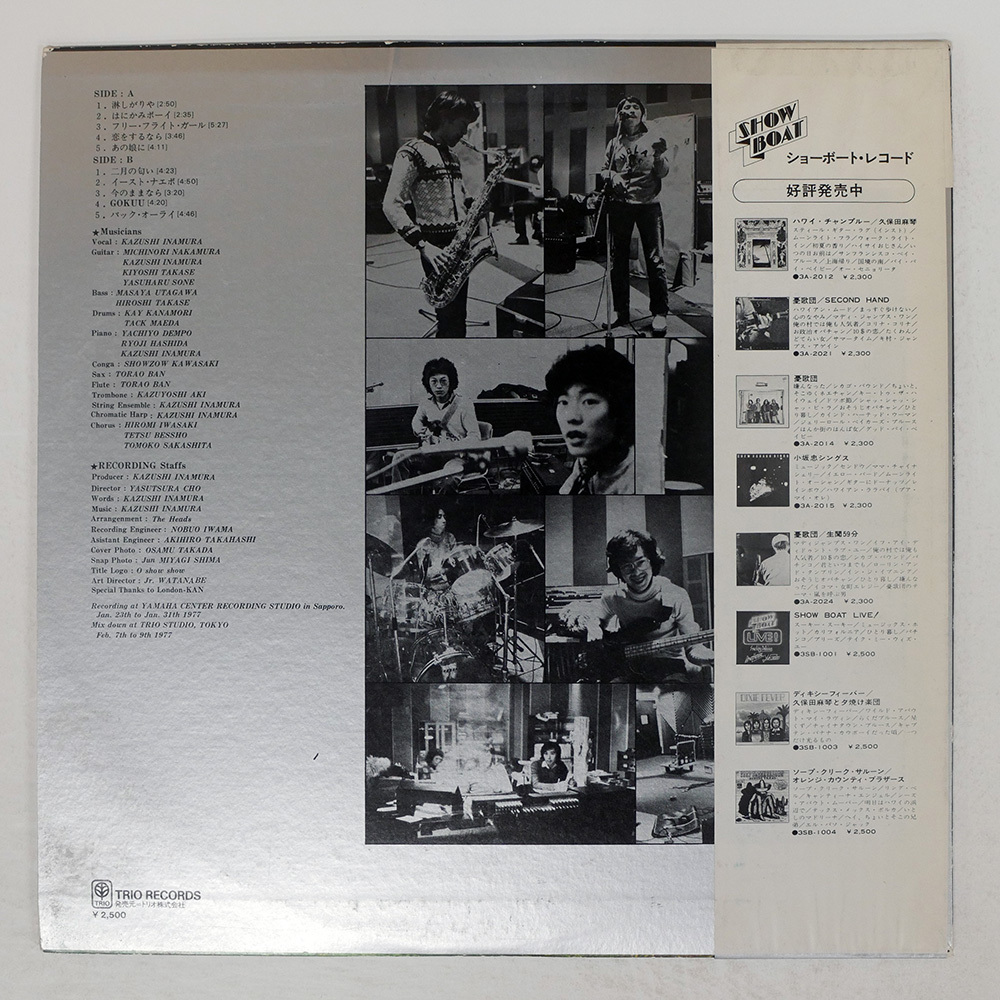 SIDE : A
1. 淋しがりや [2:50]
2. はにかみボーイ [2:35]
3. フリー・フライト・ガール [5:27]
4. 恋をするなら [3:46]
5. あの娘に [4.11]
SIDE : B
1. 二月の匂い [4:23]
2. イースト・ナエボ [4:50]
3. 今のままなら [3:20]
4. GOKUU [4:20]
5. バック・オーライ [4:46]
★Musicians
Vocal : KAZUSHI INAMURA
Guitar : MICHINORI NAKAMURA
KAZUSHI INAMURA
KIYOSHI TAKASE
YASUHARU SONE
Bass : MASAYA UTAGAWA
HIROSHI TAKASE
Drums : KAY KANAMORI
TACK MAEDA
Piano : YACHIYO DEMPO
RYOJI HASHIDA
KAZUSHI INAMURA
Conga : SHOWZOW KAWASAKI
Sax : TORAO BAN
Flute : TORAO BAN
Trombone : KAZUYOSHI AKI
String Ensemble : KAZUSHI INAMURA
Chromatic Harp : KAZUSHI INAMURA
Chorus : HIROMI IWASAKI
TETSU BESSHO
TOMOKO SAKASHITA
★RECORDING Staffs
Producer : KAZUSHI INAMURA
Director : YASUTSURA CHO
Words : KAZUSHI INAMURA
Music : KAZUSHI INAMURA
Arrangenment : The Heads
Recording Engineer : NOBUO IWAMA
Asistant Engineer : AKIHIRO TAKAHASHI
Cover Photo : OSAMU TAKADA
Snap Photo : Jun MIYAGI SHIMA
Title Logo : O show show
Art Director : Jr. WATANABE
Special Thanks to London-KAN
Recording at YAMAHA CENTER RECORDING STUDIO in Sapporo.
Jan. 23th to Jan. 31th 1977
Mix down at TRIO STUDIO, TOKYO
Feb. 7th to 9th 1977
TRIO
TRIO RECORDS
発売元=トリオ株式会社
¥2,500
SHOW
BOAT
ショーボート・レコード
好評発売中
ハワイ・チャンプルー/久保田麻琴
●3A-2012 ¥2,300
憂歌団/SECOND HAND
●3A-2021 ¥2,300
憂歌団
●3A-2014 ¥2,300
小坂忠シングス
●3A-2015 ¥2,300
憂歌団/生聞59分
●3A-2024 ¥2,300
SHOW BOAT LIVE!
●3SB-1001 ¥2,500
ディキシーフィーバー/
久保田麻琴と夕焼け楽団
●3SB-1003 ¥2,500
ソープ・クリーク・サルーン/
オレンジ・カウンティ・ブラザーズ
●3SB-1004 ¥2,500